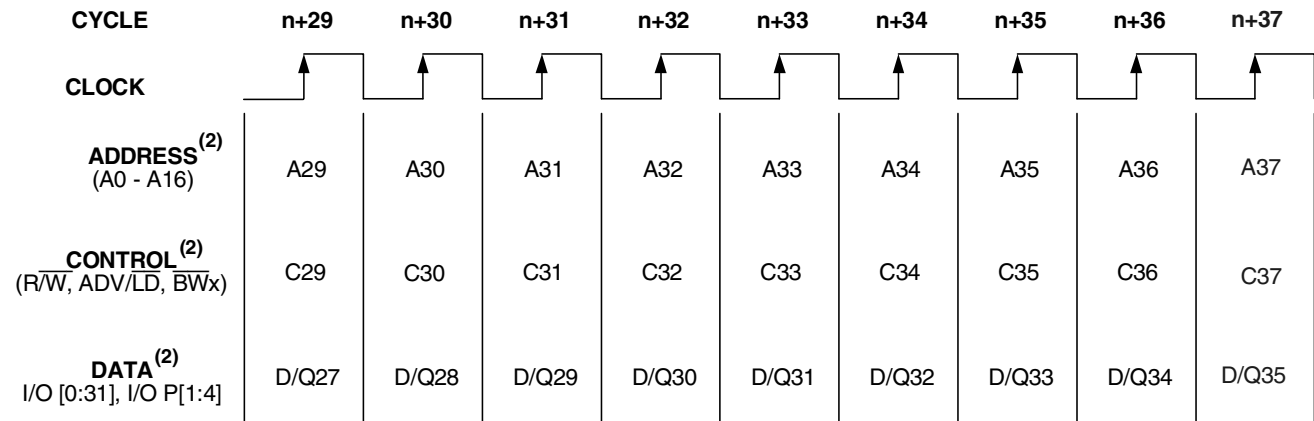 CYCLE n+29 n+30 n+31 n+32 n+33 n+34 n+35 n+36 n+37
CLOCK
ADDRESS(2)
(A0 - A16) A29 A30 A31 A32 A33 A34 A35 A36 A37
CONTROL(2)
(R/W, ADV/LD, BWx) C29 C30 C31 C32 C33 C34 C35 C36 C37
DATA(2)
I/O [0:31], I/O P[1:4] D/Q27 D/Q28 D/Q29 D/Q30 D/Q31 D/Q32 D/Q33 D/Q34 D/Q35